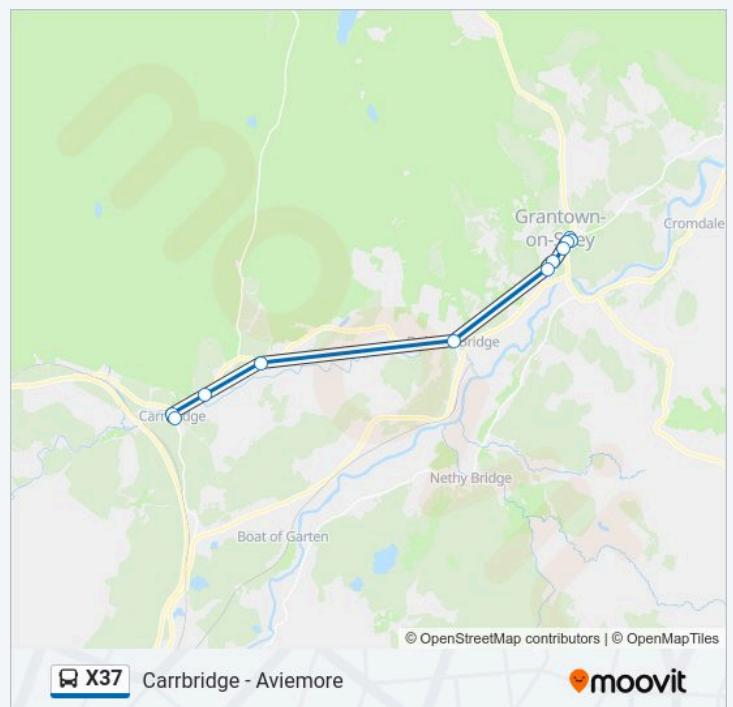 Grantown-
on-Spey
Cromdale
Carrbridge
Nethy Bridge
Boat of Garten
© OpenStreetMap contributors | © OpenMapTiles
X37 Carrbridge - Aviemore
moovit